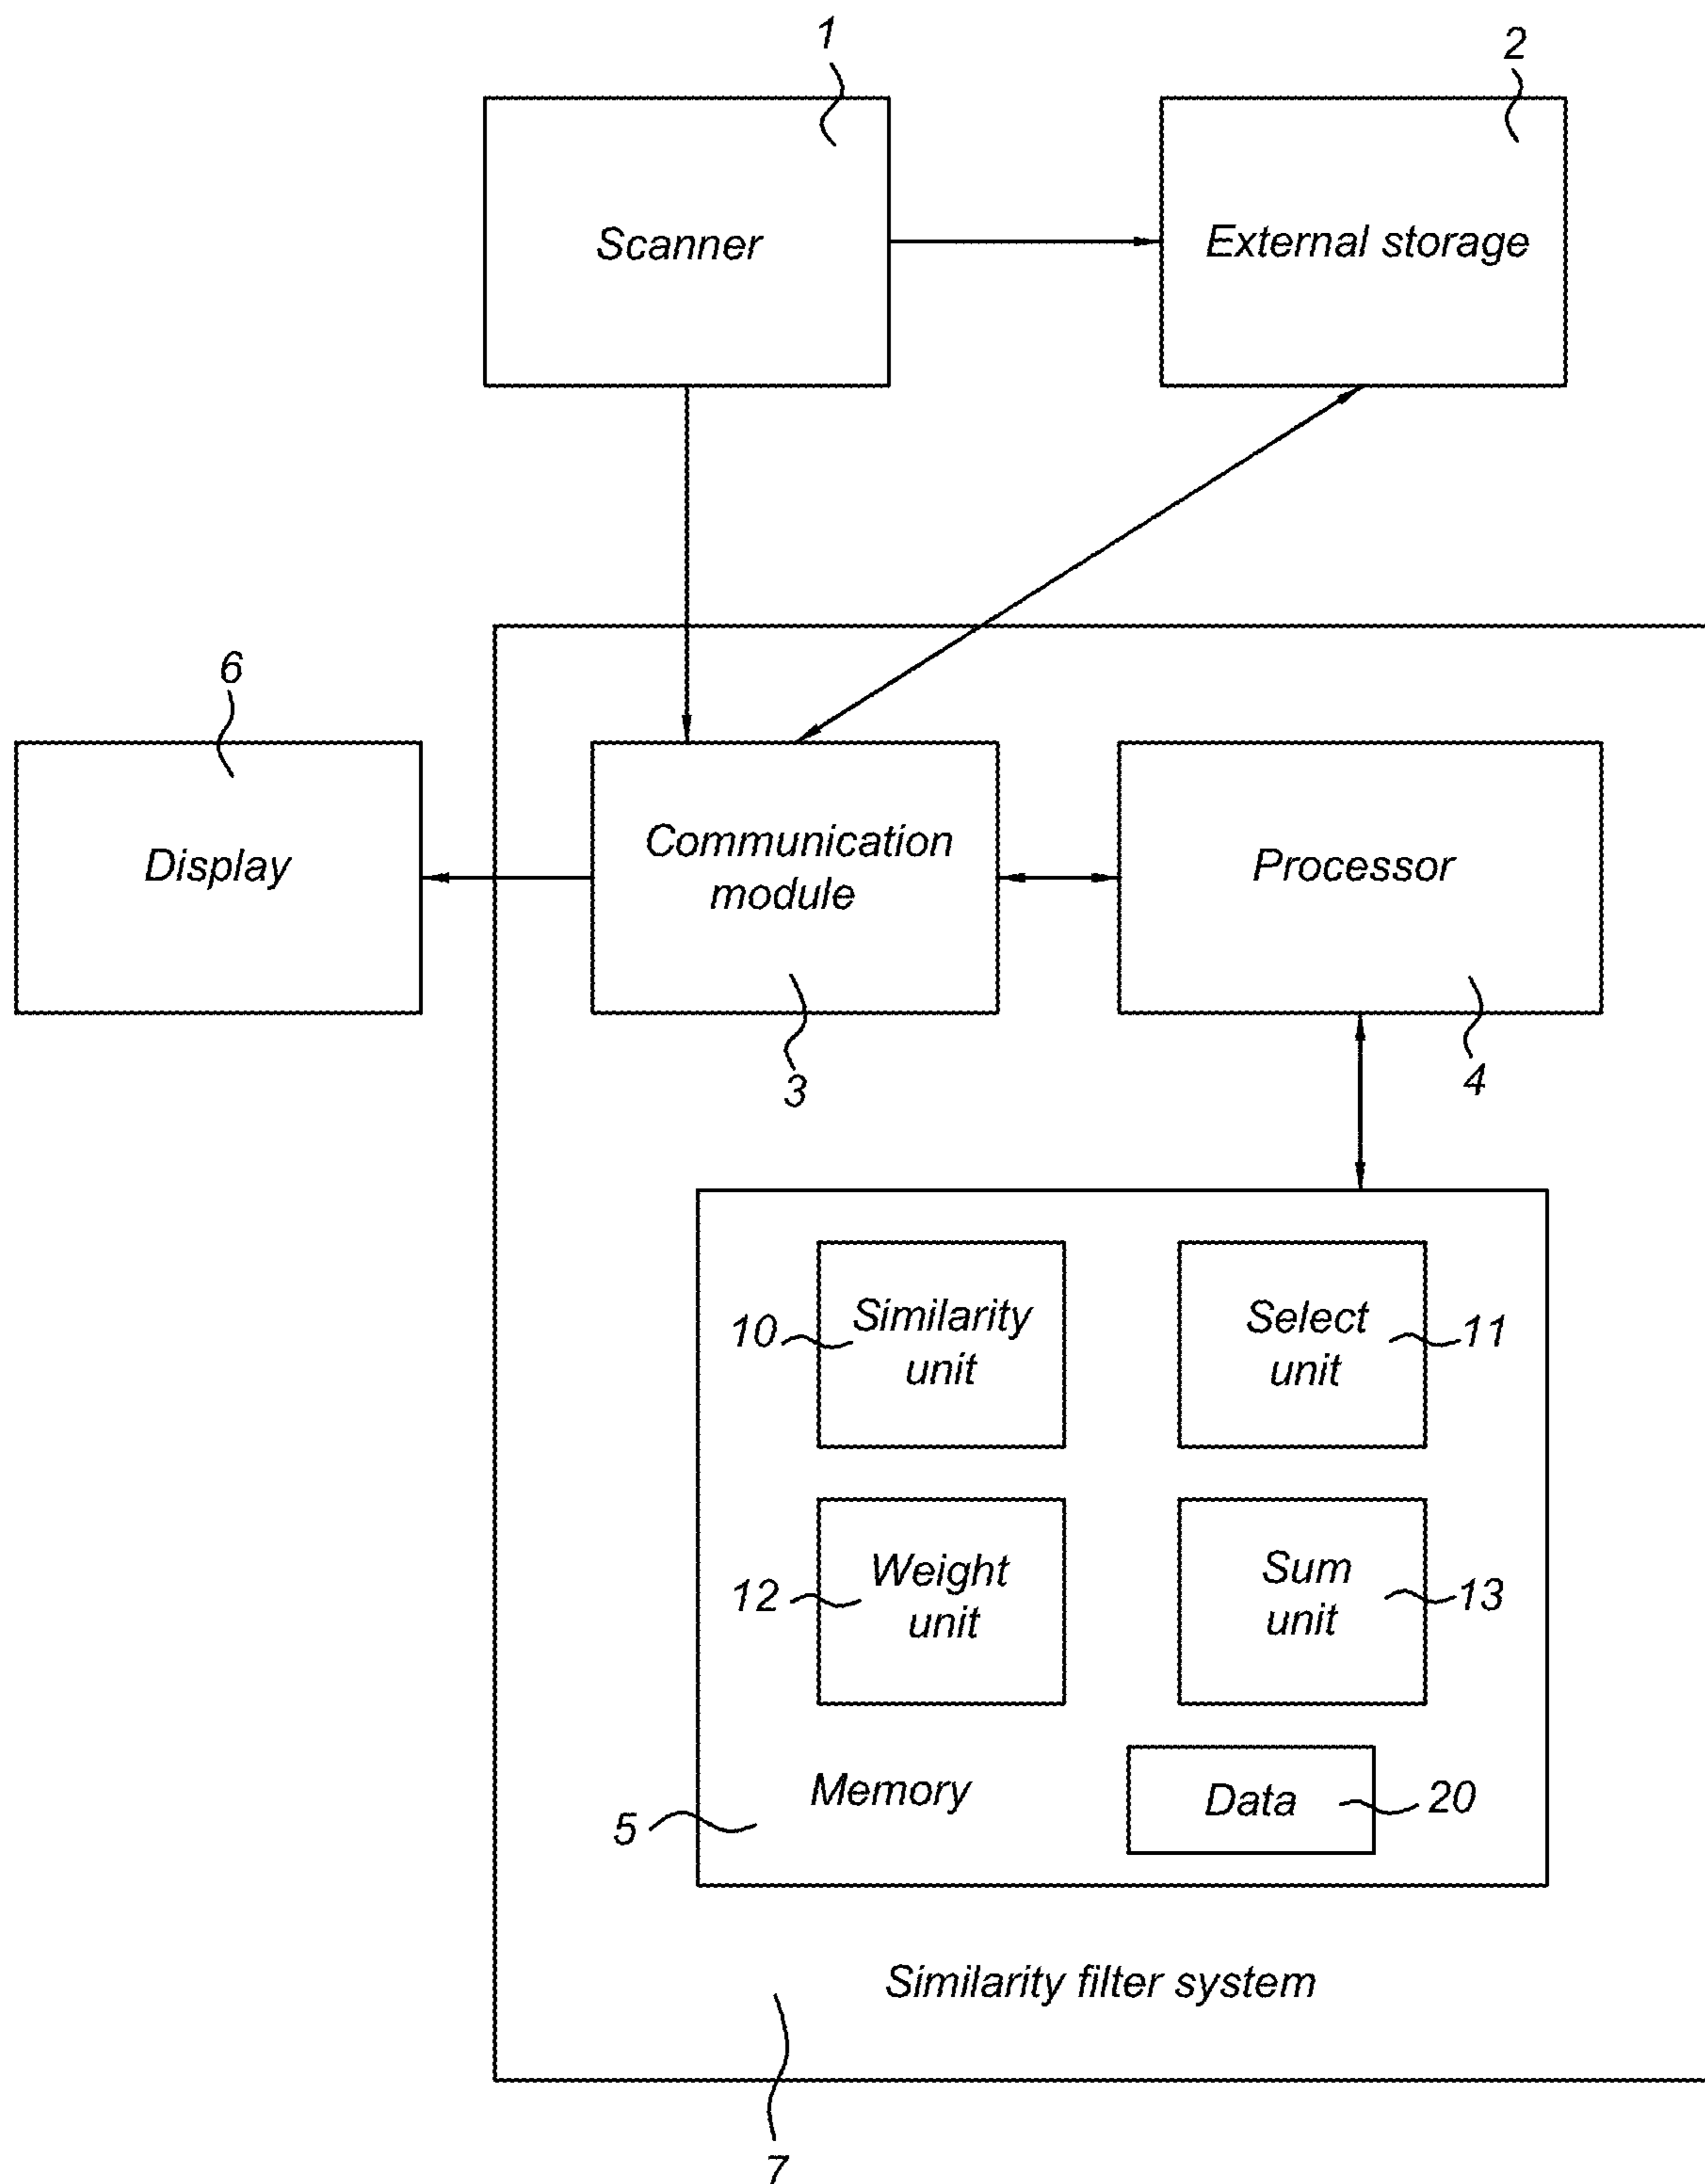 1
2
Scanner
External storage
6
Display
Communication
module
Processor
3
4
10
Similarity
unit
Select
unit
11
12
Weight
unit
Sum
unit
13
Memory
5
Data
20
Similarity filter system
7